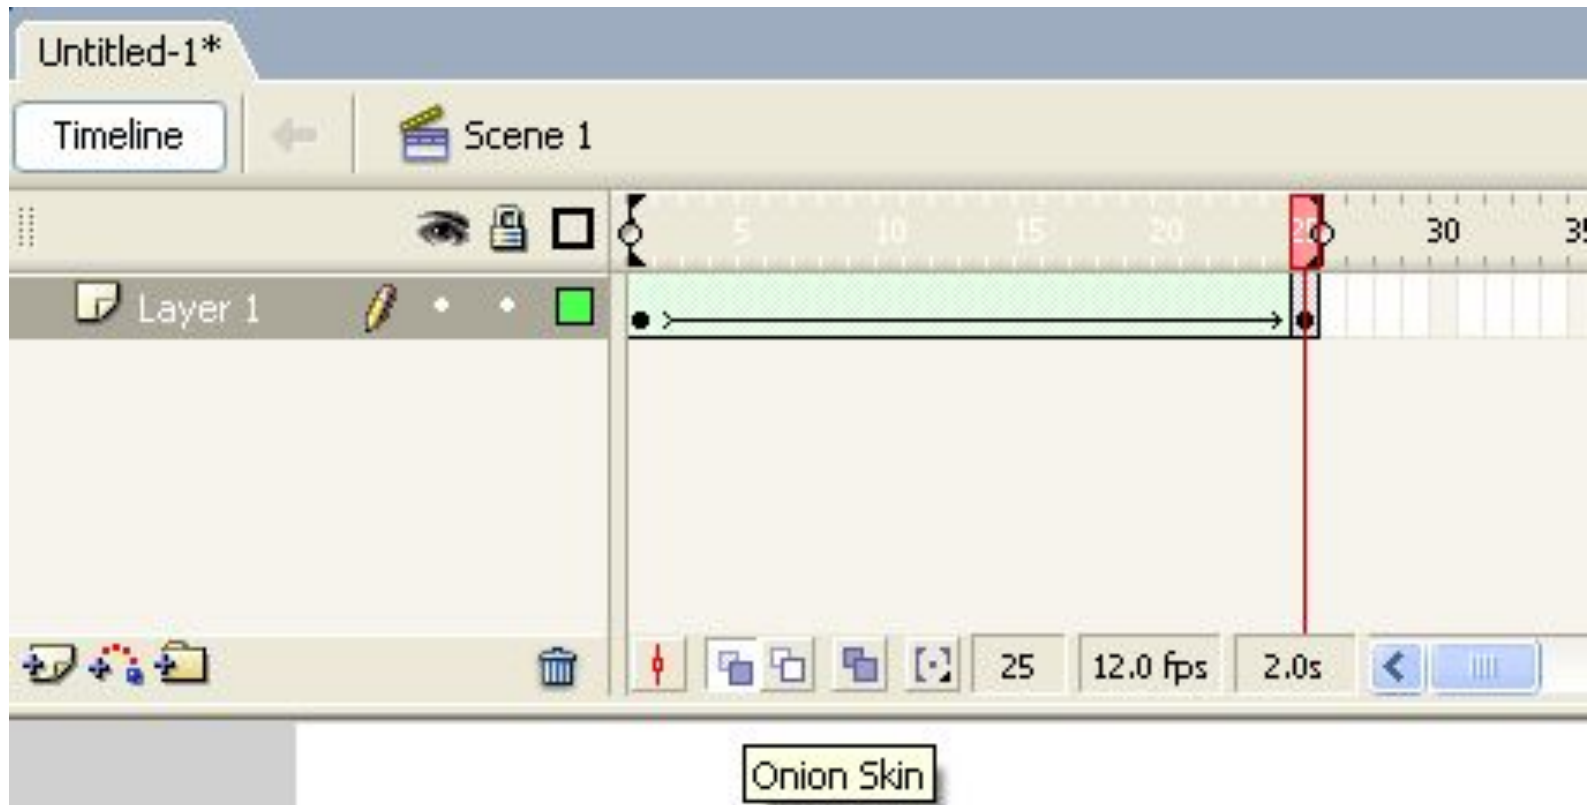 Untitled-1*
Timeline Scene 1
5 10 15 20 25 30 35
Layer 1
25 12.0 fps 2.0s
Onion Skin